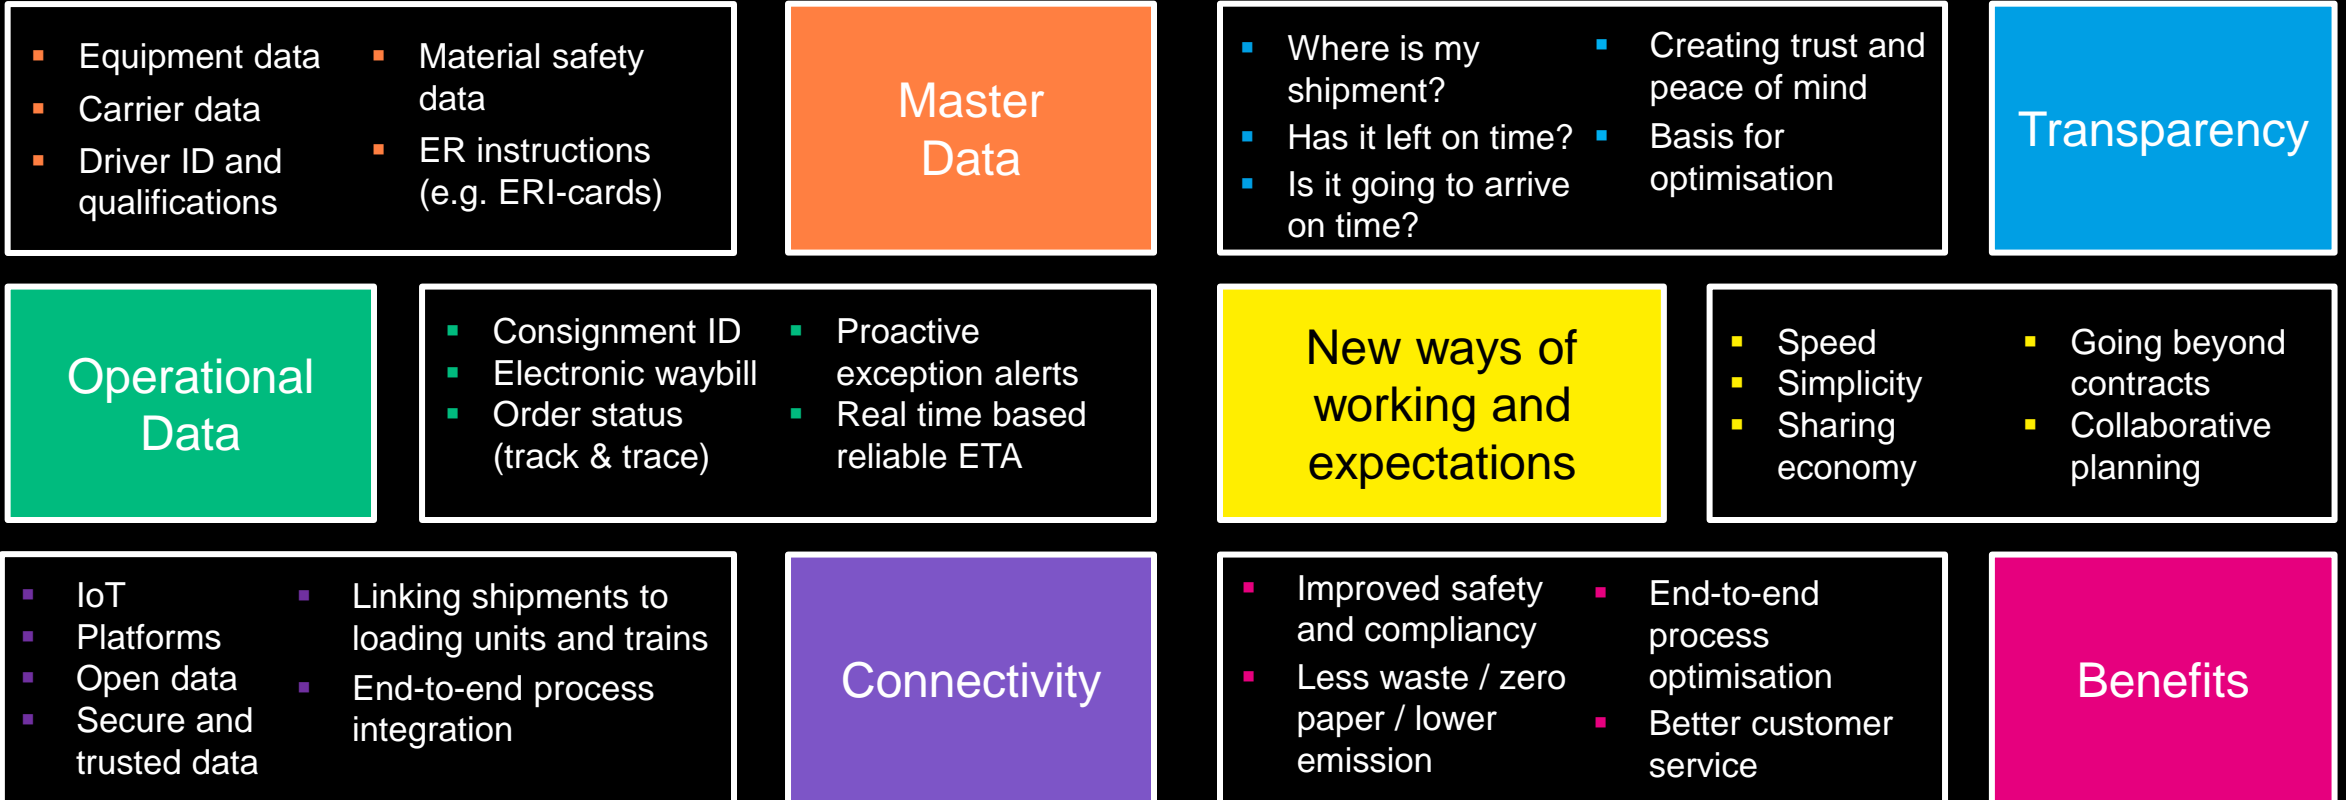 Equipment data
Carrier data
Driver ID and
qualifications
Material safety
data
ER instructions
(e.g. ERI-cards)
Master
Data
Where is my
shipment?
Has it left on time?
Is it going to arrive
on time?
Creating trust and
peace of mind
Basis for
optimisation
Transparency
Operational
Data
Consignment ID
Electronic waybill
Order status
(track & trace)
Proactive
exception alerts
Real time based
reliable ETA
New ways of
working and
expectations
Speed
Simplicity
Sharing
economy
Going beyond
contracts
Collaborative
planning
IoT
Platforms
Open data
Secure and
trusted data
Linking shipments to
loading units and trains
End-to-end process
integration
Connectivity
Improved safety
and compliancy
Less waste / zero
paper / lower
emission
End-to-end
process
optimisation
Better customer
service
Benefits